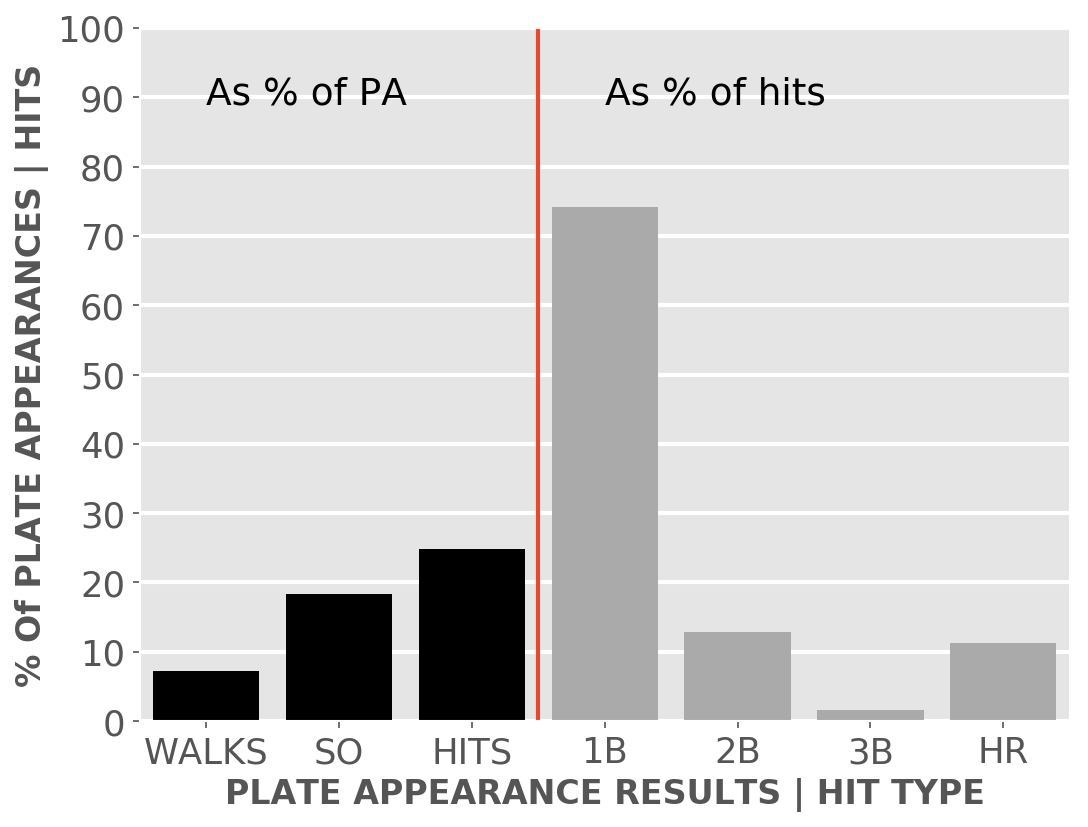 100
90
80
70
60
50
40
30
20
10
0
% Of PLATE APPEARANCES | HITS
As % of PA
As % of hits
WALKS SO HITS 1B 2B 3B HR
PLATE APPEARANCE RESULTS | HIT TYPE